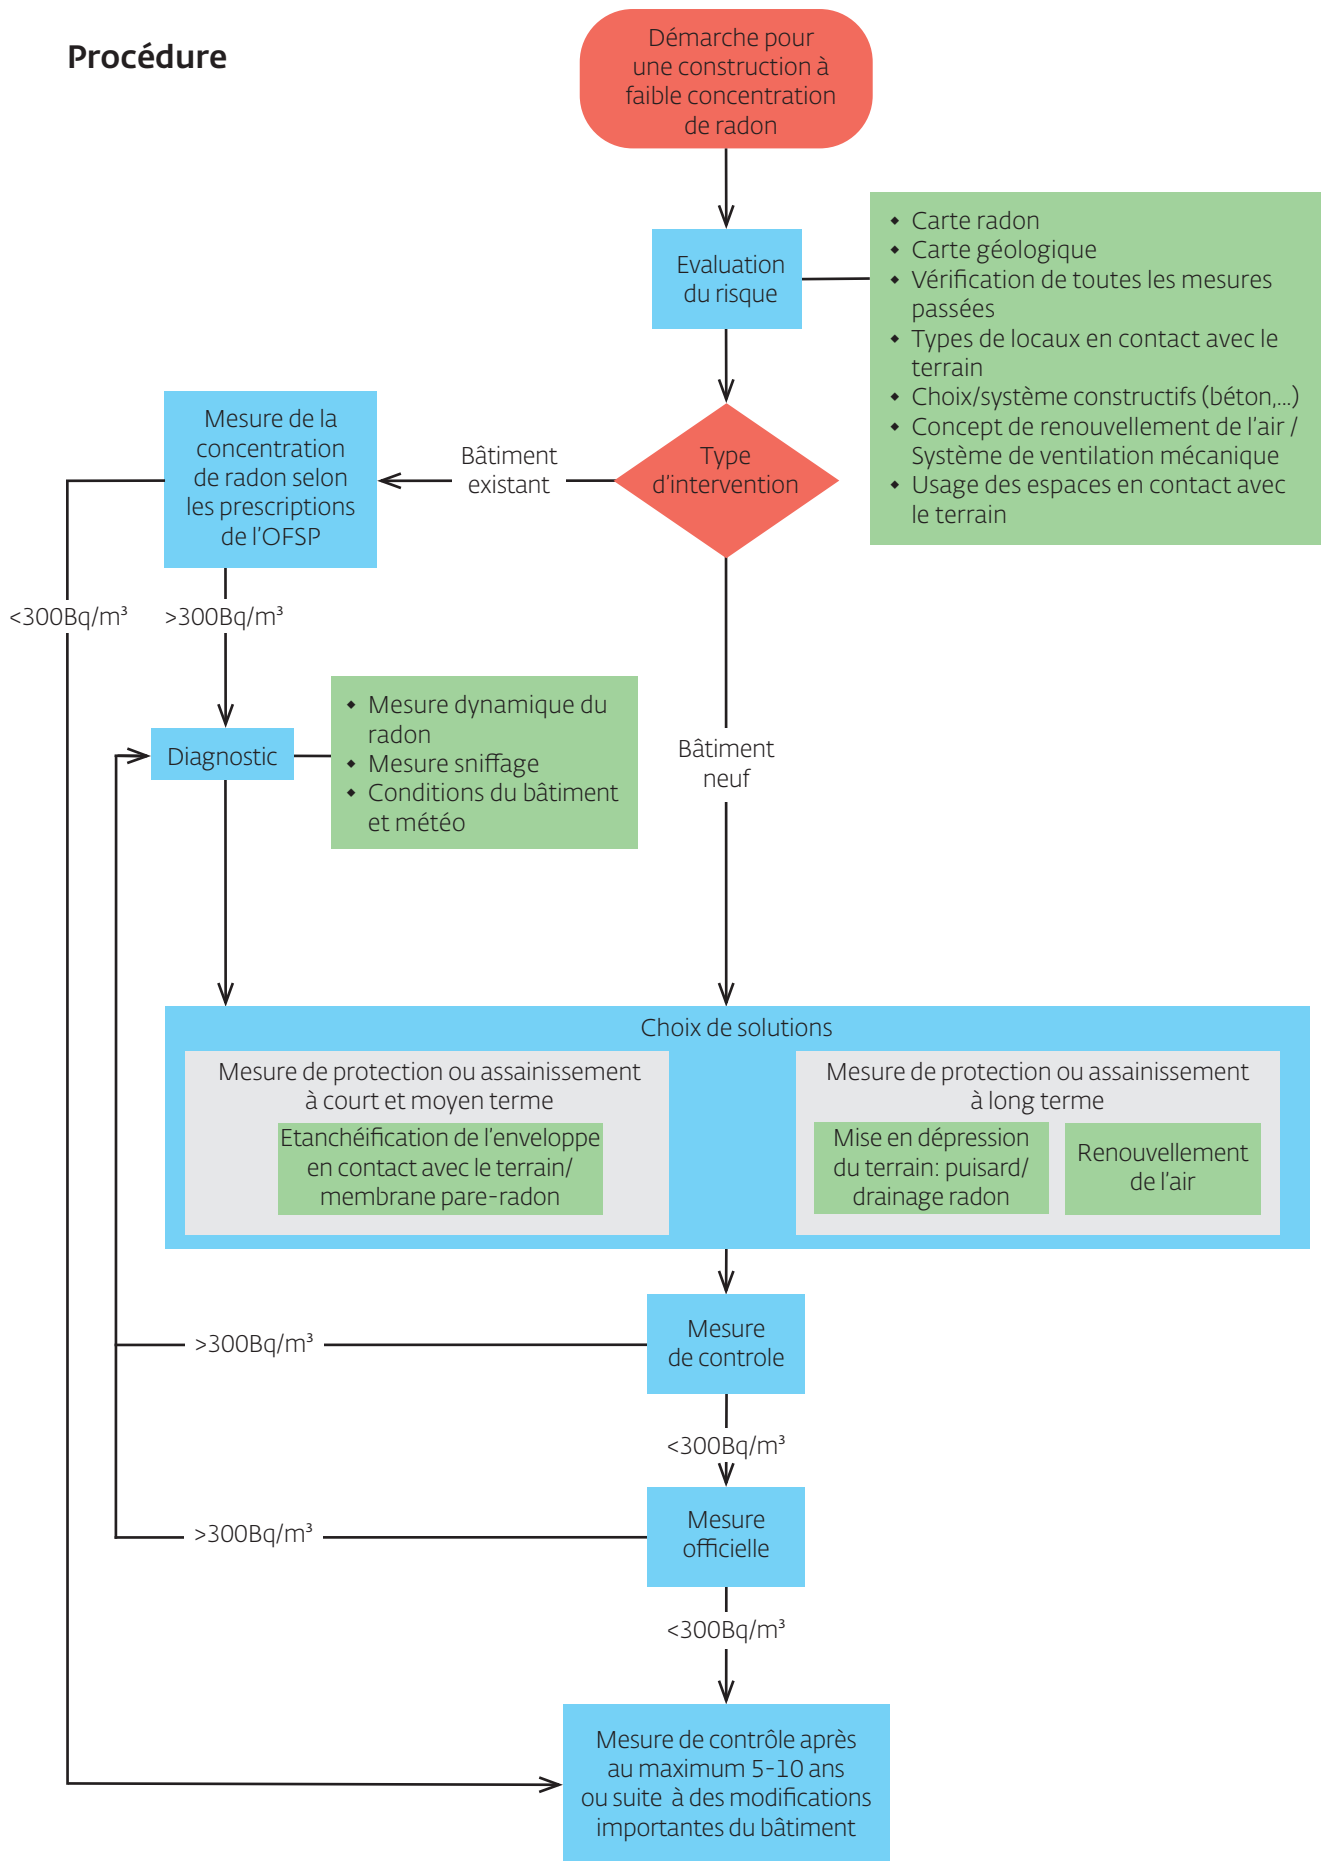 Procédure
Démarche pour
une construction à
faible concentration
de radon
Evaluation
du risque
◆ Carte radon
◆ Carte géologique
◆ Vérification de toutes les mesures
passées
◆ Types de locaux en contact avec le
terrain
◆ Choix/système constructifs (béton,...)
◆ Concept de renouvellement de l'air /
Système de ventilation mécanique
◆ Usage des espaces en contact avec
le terrain
Type
d'intervention
Bâtiment
existant
Mesure de la
concentration
de radon selon
les prescriptions
de l'OFSP
<300Bq/m³
>300Bq/m³
Diagnostic
◆ Mesure dynamique du
radon
◆ Mesure sniffage
◆ Conditions du bâtiment
et météo
Bâtiment
neuf
Choix de solutions
Mesure de protection ou assainissement
à court et moyen terme
Etanchéification de l'enveloppe
en contact avec le terrain/
membrane pare-radon
Mesure de protection ou assainissement
à long terme
Mise en dépression
du terrain: puisard/
drainage radon
Renouvellement
de l'air
Mesure
de controle
>300Bq/m³
<300Bq/m³
Mesure
officielle
>300Bq/m³
<300Bq/m³
Mesure de contrôle après
au maximum 5-10 ans
ou suite à des modifications
importantes du bâtiment